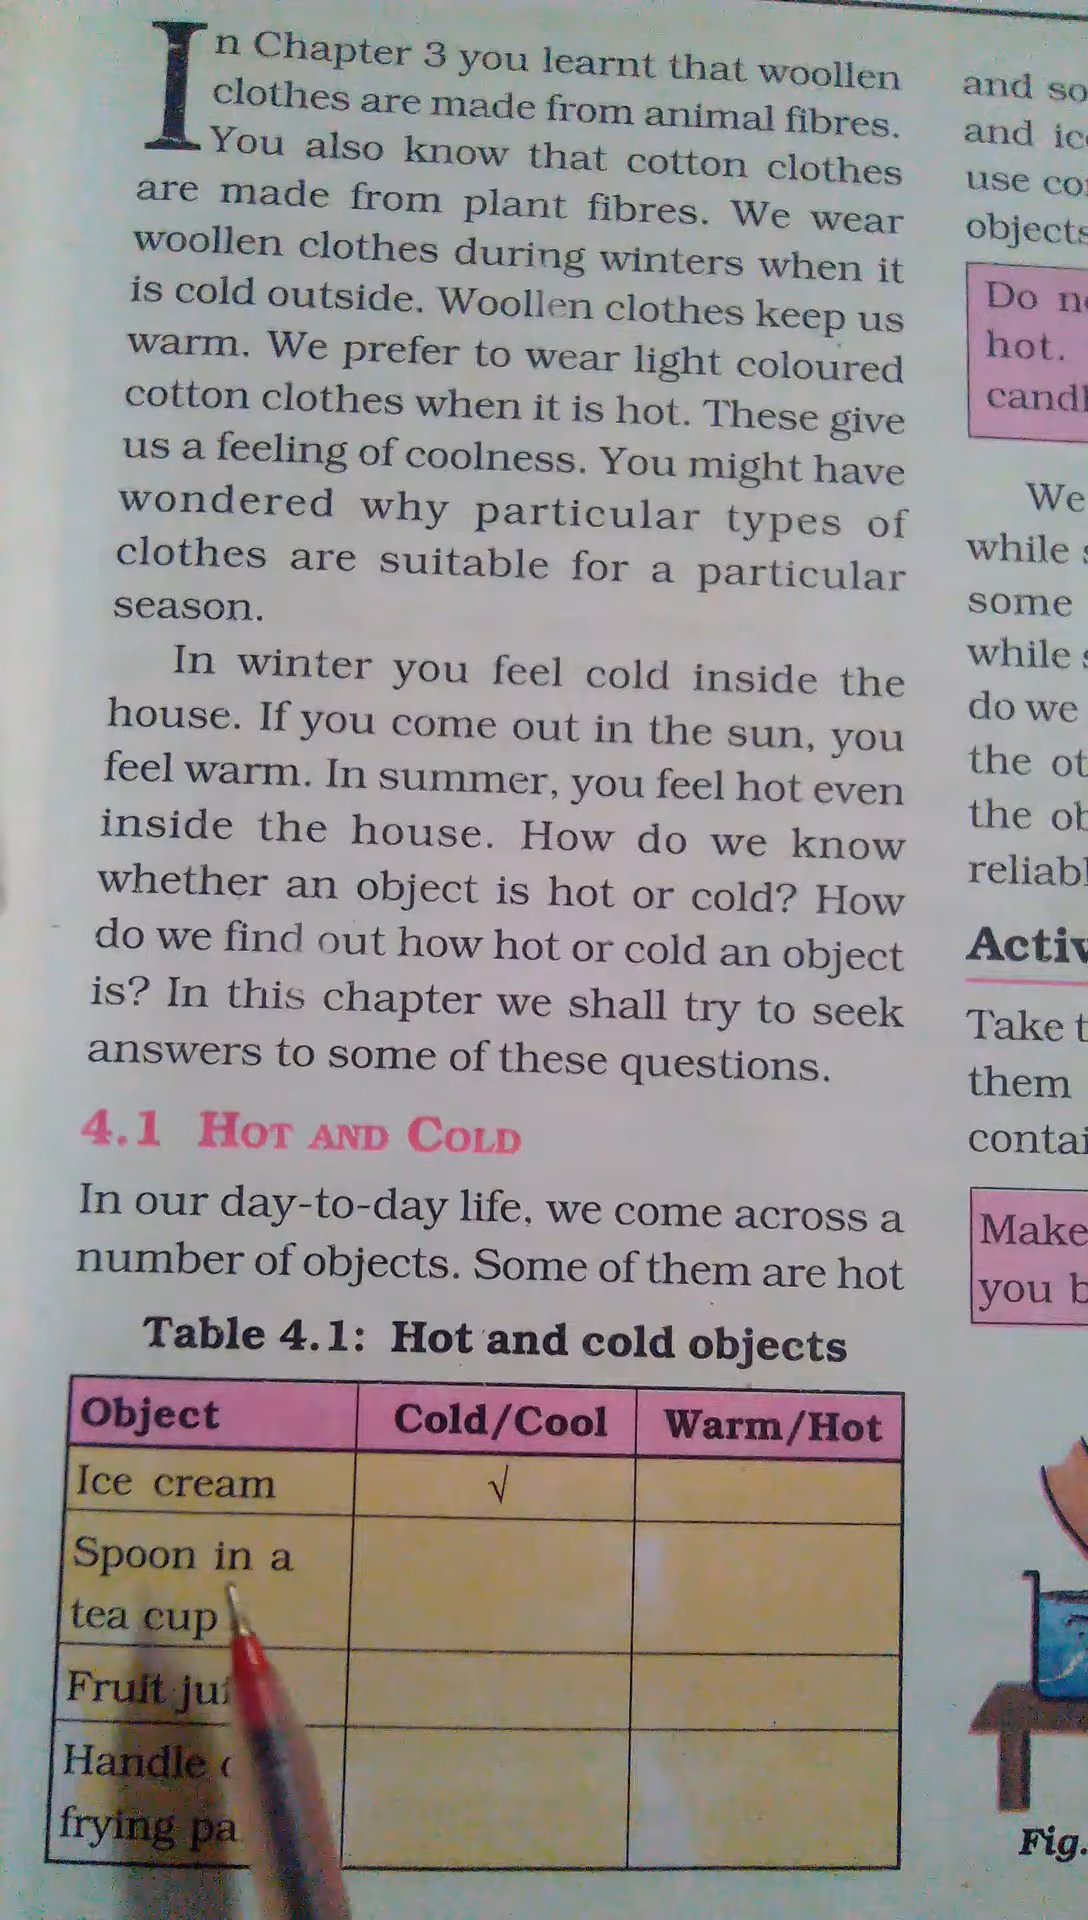 In Chapter 3 you learnt that woollen
clothes are made from animal fibres.
You also know that cotton clothes
are made from plant fibres. We wear
woollen clothes during winters when it
is cold outside. Woollen clothes keep us
warm. We prefer to wear light coloured
cotton clothes when it is hot. These give
us a feeling of coolness. You might have
wondered why particular types of
clothes are suitable for a particular
season.
In winter you feel cold inside the
house. If you come out in the sun, you
feel warm. In summer, you feel hot even
inside the house. How do we know
whether an object is hot or cold? How
do we find out how hot or cold an object
is? In this chapter we shall try to seek
answers to some of these questions.
4.1 HOT AND COLD
In our day-to-day life, we come across a
number of objects. Some of them are hot
Table 4.1: Hot and cold objects
Object Cold/Cool Warm/Hot
Ice cream √
Spoon in a
tea cup
Fruit
Handle
frying
and so
and
use
objects
Do
hot.
We
while
some
while
do we
the
the
Take
them
Make
you
Fig.